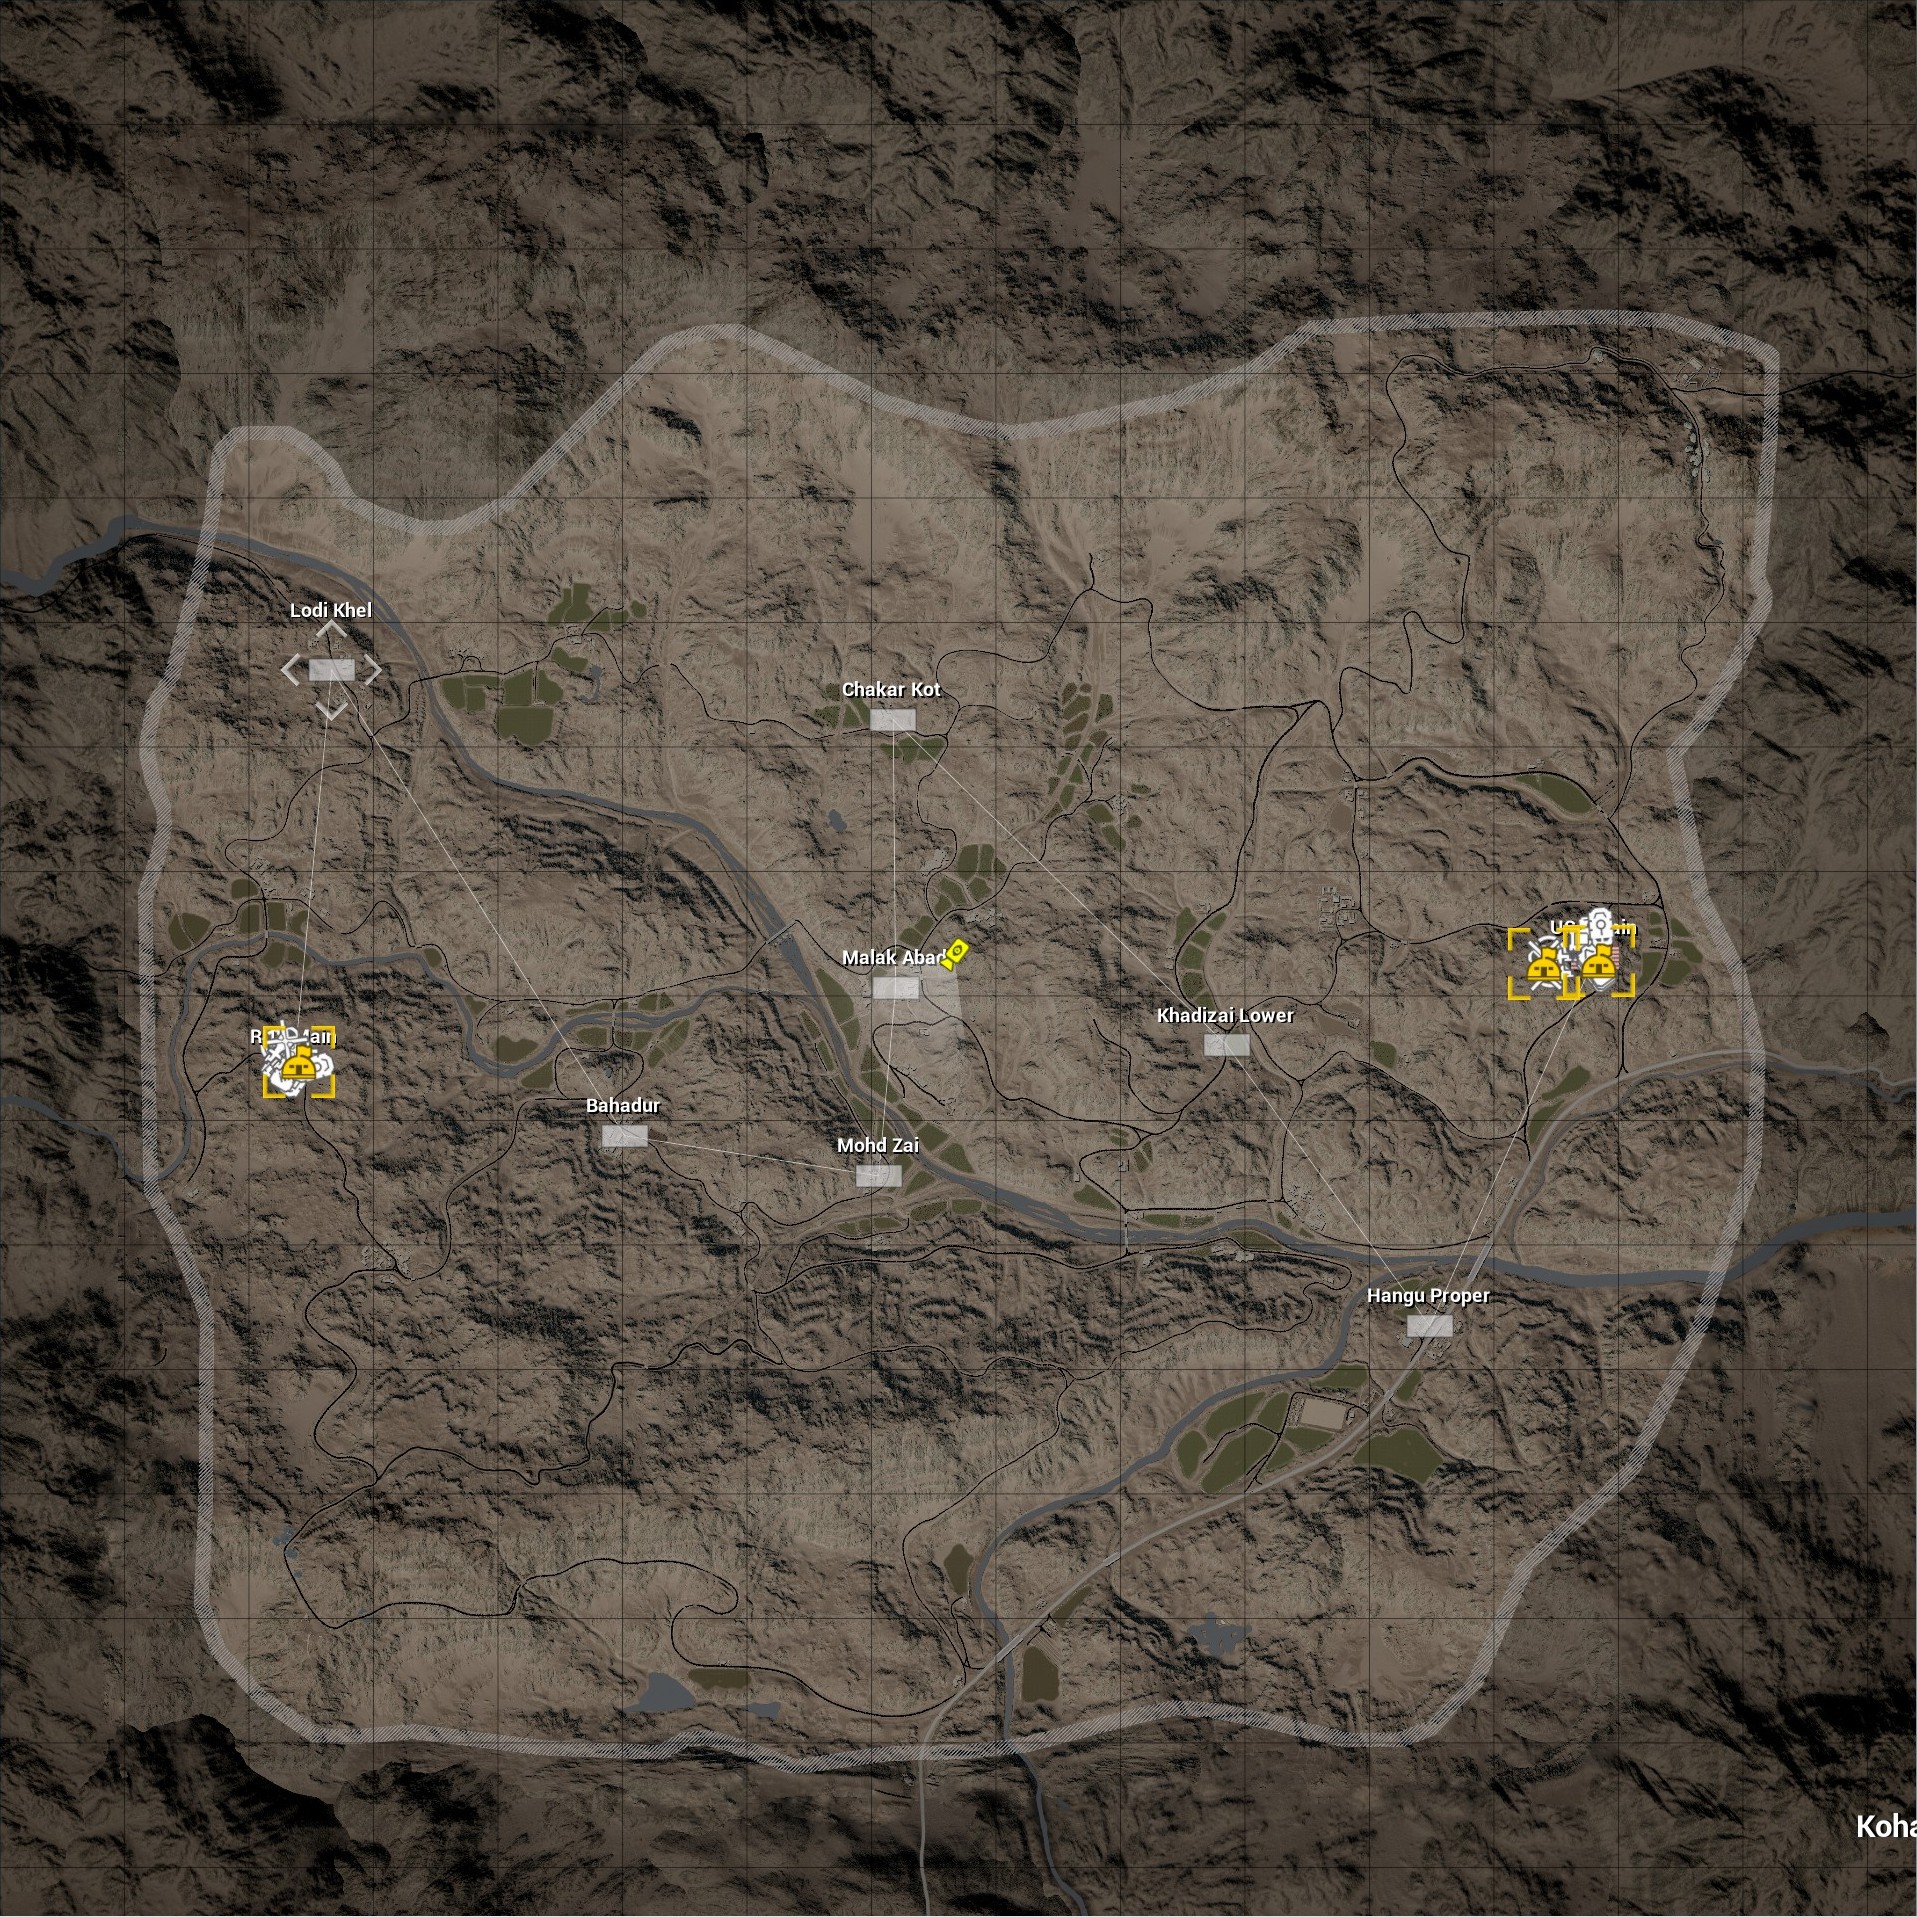 Lodi Khel
Chakar Kot
Malak Abad
Khadizai Lower
Bahadur
Mohd Zai
Hangu Proper
Koha